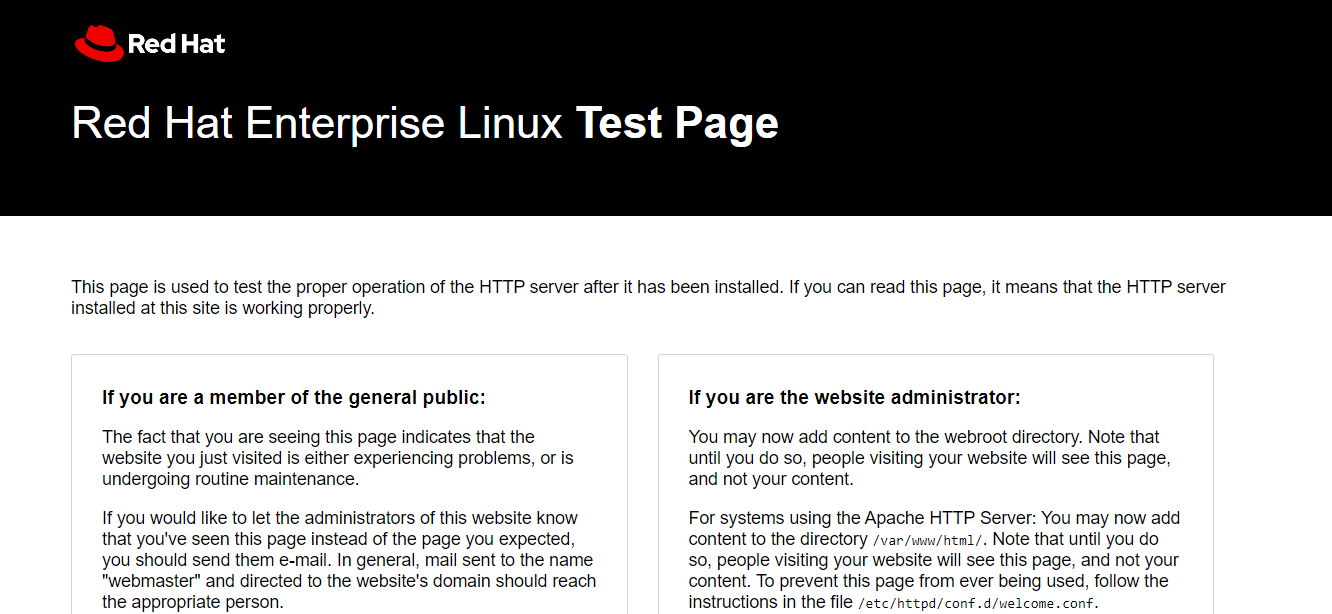 Red Hat
Red Hat Enterprise Linux Test Page
This page is used to test the proper operation of the HTTP server after it has been installed. If you can read this page, it means that the HTTP server
installed at this site is working properly.
If you are a member of the general public:
The fact that you are seeing this page indicates that the
website you just visited is either experiencing problems, or is
undergoing routine maintenance.
If you would like to let the administrators of this website know
that you've seen this page instead of the page you expected,
you should send them e-mail. In general, mail sent to the name
"webmaster" and directed to the website's domain should reach
the appropriate person.
If you are the website administrator:
You may now add content to the webroot directory. Note that
until you do so, people visiting your website will see this page,
and not your content.
For systems using the Apache HTTP Server: You may now add
content to the directory /var/www/html/. Note that until you do
so, people visiting your website will see this page, and not your
content. To prevent this page from ever being used, follow the
instructions in the file /etc/httpd/conf.d/welcome.conf.